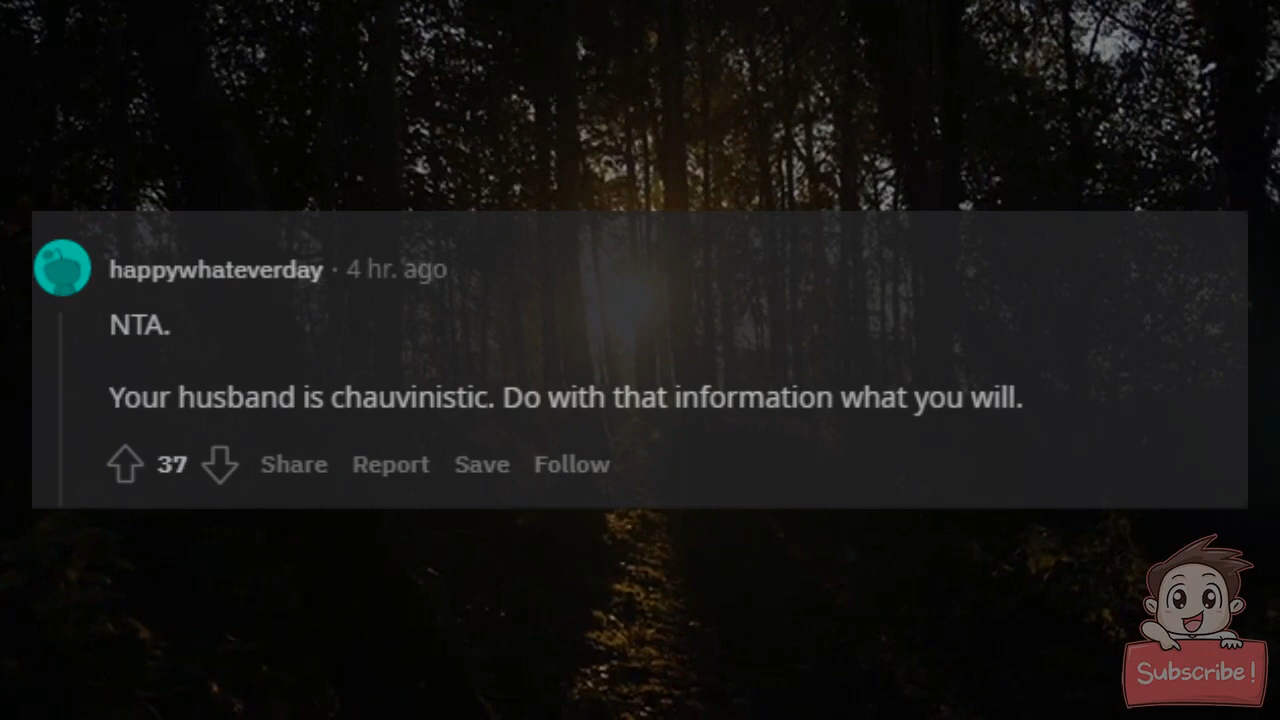 happywhateverday · 4 hr. ago
NTA.
Your husband is chauvinistic. Do with that information what you will.
37 Share Report Save Follow
Subscribe!